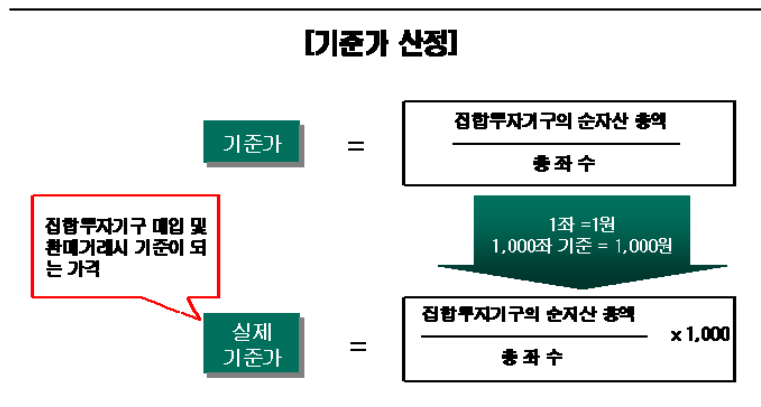 [기준가 산정]
기준가
=
집합투자기구의 순자산 총액
총 좌 수
집합투자기구 매입 및
환매거래시 기준이 되
는 가격
1좌 =1원
1,000좌 기준 = 1,000원
실제
기준가
=
집합투자기구의 순자산 총액
총 좌 수
x 1,000